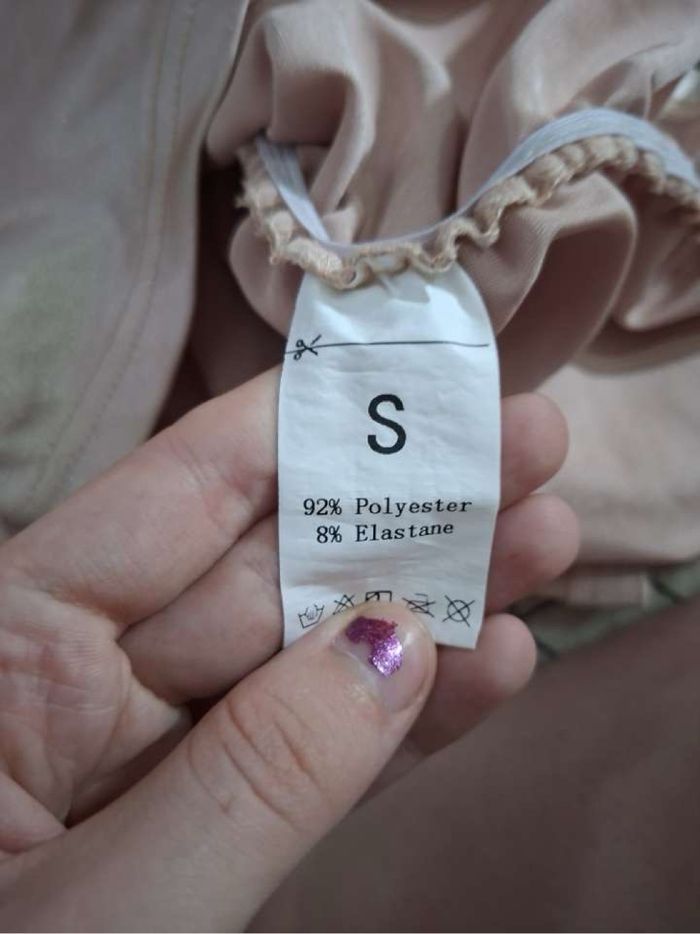 S
92% Polyester
8% Elastane